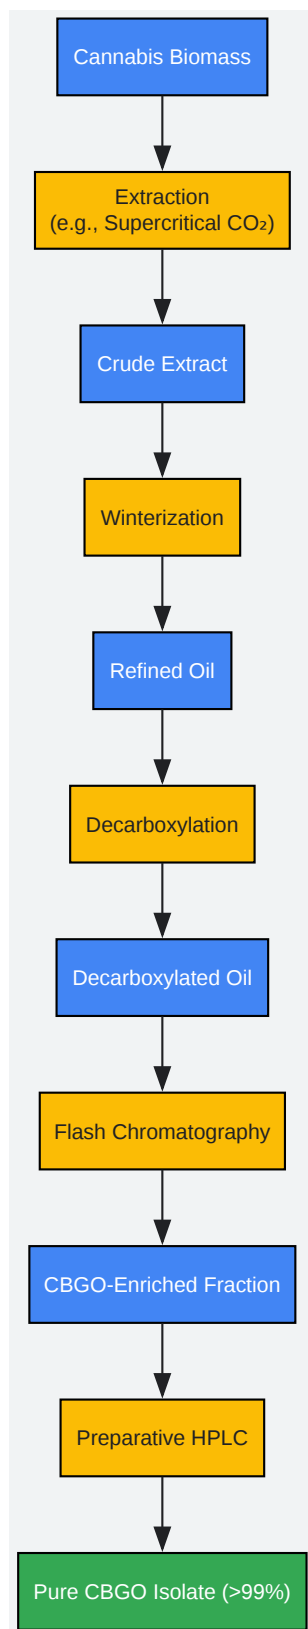 Cannabis Biomass
Extraction
(e.g., Supercritical CO₂)
Crude Extract
Winterization
Refined Oil
Decarboxylation
Decarboxylated Oil
Flash Chromatography
CBGO-Enriched Fraction
Preparative HPLC
Pure CBGO Isolate (>99%)